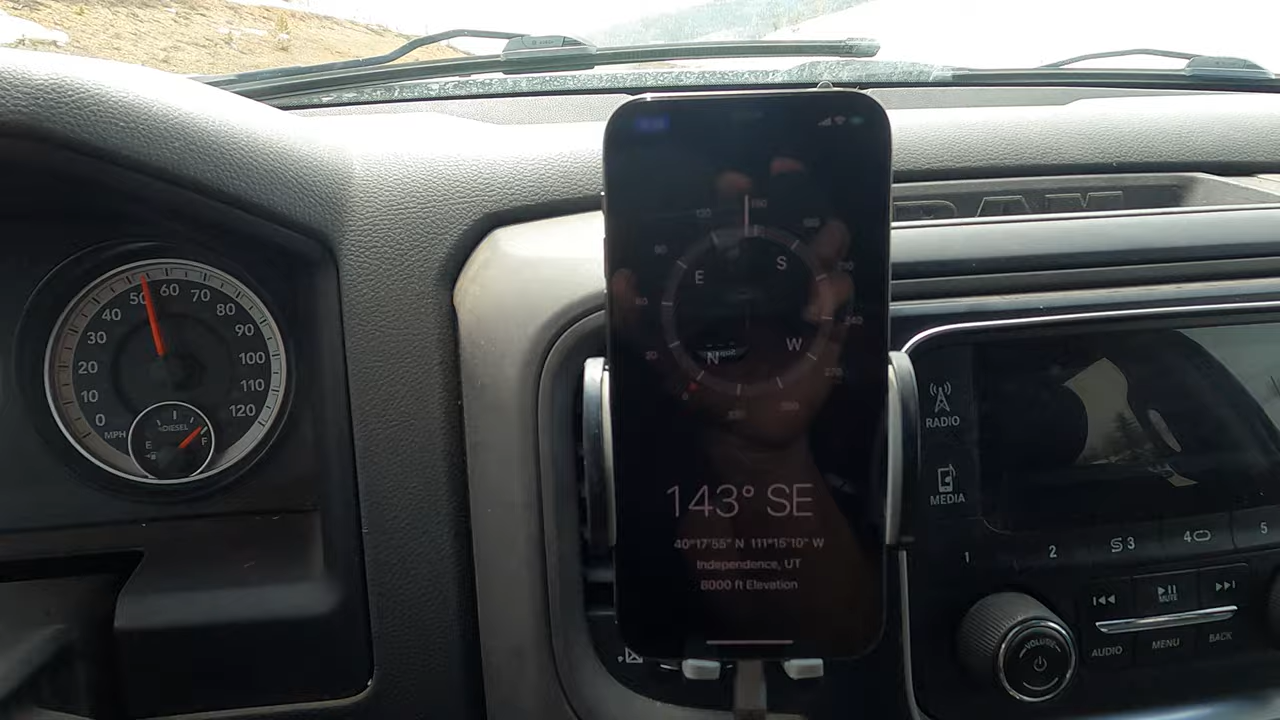 RAM
0
10
20
30
40
50
60
70
80
90
100
110
120
MPH
DIESEL
E
F
E
S
N
W
143° SE
40°17'55" N 111°15'10" W
Independence, UT
8000 ft Elevation
RADIO
MEDIA
1
2
3
4
5
MUTE
VOLUME
AUDIO
MENU
BACK